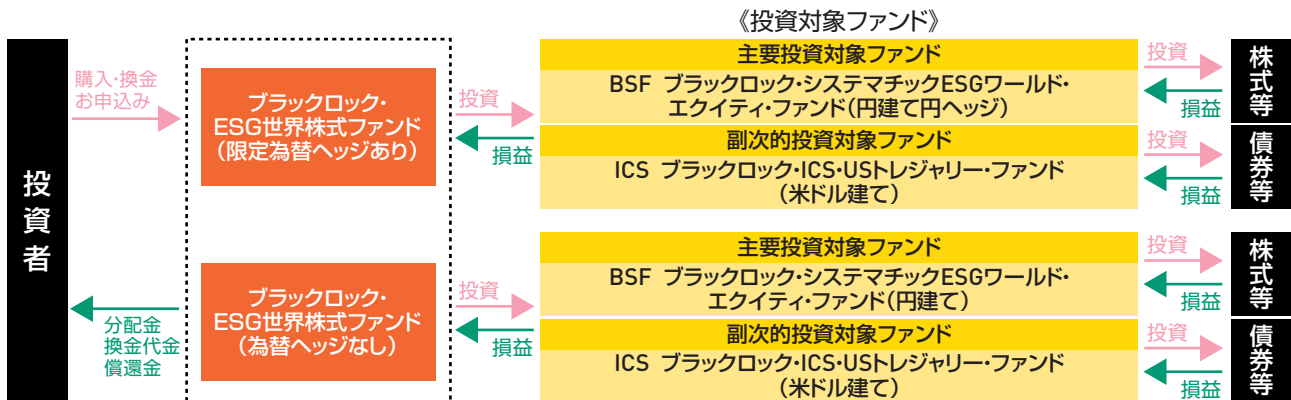 《投資対象ファンド》
投資者
購入・換金
お申込み
分配金
換金代金
償還金
ブラックロック・
ESG世界株式ファンド
（限定為替ヘッジあり）
投資
損益
主要投資対象ファンド
BSF ブラックロック・システマチックESGワールド・
エクイティ・ファンド（円建て円ヘッジ）
投資
損益
株式等
副次的投資対象ファンド
ICS ブラックロック・ICS・USトレジャリー・ファンド
（米ドル建て）
投資
損益
債券等
ブラックロック・
ESG世界株式ファンド
（為替ヘッジなし）
投資
損益
主要投資対象ファンド
BSF ブラックロック・システマチックESGワールド・
エクイティ・ファンド（円建て）
投資
損益
株式等
副次的投資対象ファンド
ICS ブラックロック・ICS・USトレジャリー・ファンド
（米ドル建て）
投資
損益
債券等